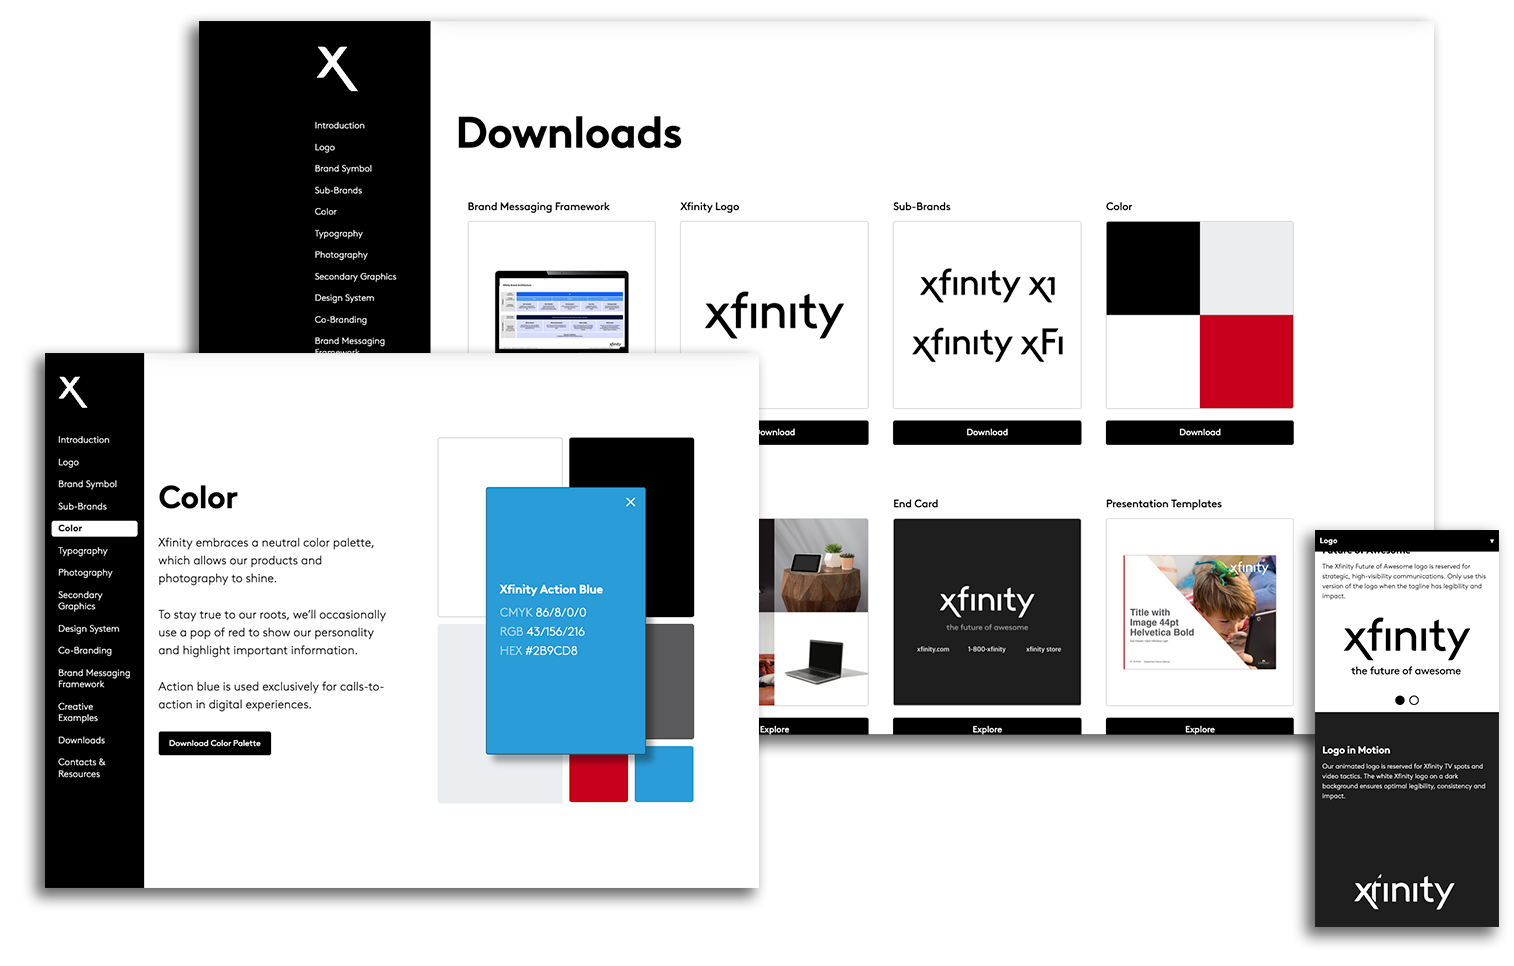 X
Introduction
Logo
Brand Symbol
Sub-Brands
Color
Typography
Photography
Secondary Graphics
Design System
Co-Branding
Brand Messaging
Framework
Downloads
Brand Messaging Framework
Xfinity Logo
Sub-Brands
Color
xfinity
xfinity
xfinity x1
xfinity xFi
Download
Download
Download
End Card
Presentation Templates
xfinity
the future of awesome
xfinity.com 1-800-xfinity xfinity store
xfinity
Title with
Image 44pt
Helvetica Bold
Explore
Explore
Explore
X
Introduction
Logo
Brand Symbol
Sub-Brands
Color
Typography
Photography
Secondary
Graphics
Design System
Co-Branding
Brand Messaging
Framework
Creative
Examples
Downloads
Contacts &
Resources
Color
Xfinity embraces a neutral color palette,
which allows our products and
photography to shine.
To stay true to our roots, we’ll occasionally
use a pop of red to show our personality
and highlight important information.
Action blue is used exclusively for calls-to-
action in digital experiences.
Download Color Palette
Xfinity Action Blue
CMYK 86/8/0/0
RGB 43/156/216
HEX #2B9CD8
Logo
Future of Awesome
The Xfinity Future of Awesome logo is reserved for
strategic, high-visibility communications. Only use this
version of the logo when the tagline has legibility and
impact.
xfinity
the future of awesome
Logo in Motion
Our animated logo is reserved for Xfinity TV spots and
video tactics. The white Xfinity logo on a dark
background ensures optimal legibility, consistency and
impact.
xfinity